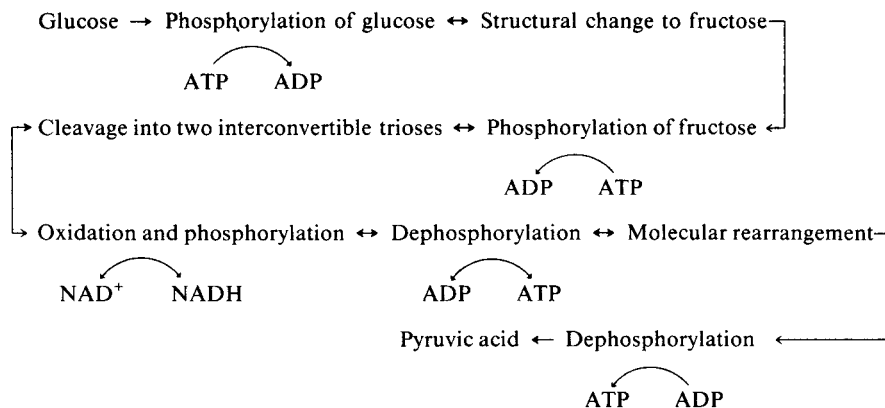 Glucose → Phosphorylation of glucose ↔ Structural change to fructose
ATP ADP
Cleavage into two interconvertible trioses ↔ Phosphorylation of fructose
ADP ATP
Oxidation and phosphorylation ↔ Dephosphorylation ↔ Molecular rearrangement
NAD⁺ NADH ADP ATP
Pyruvic acid ← Dephosphorylation
ATP ADP